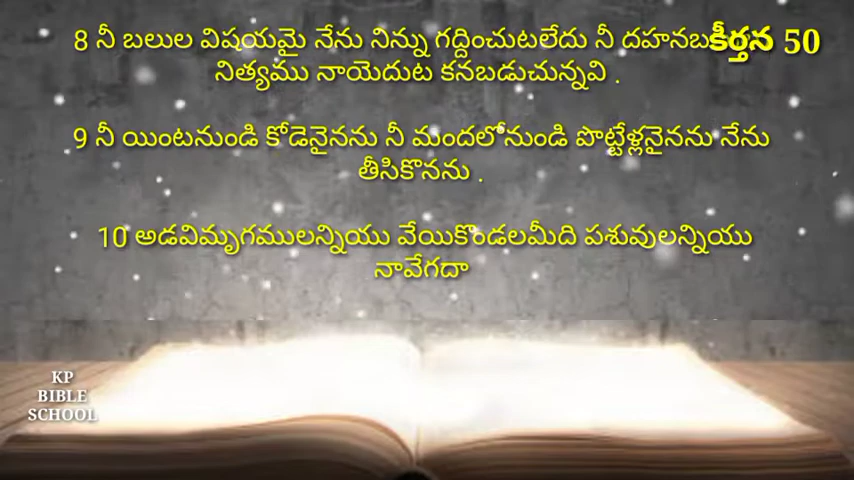 8 నీ బలుల విషయమై నేను నిన్ను గద్దించుటలేదు నీ
కీర్తన 50
నిత్యము నాయెదుట కనబడుచున్నవి .
9 నీ యింటనుండి కోడెనైనను నీ మందలోనుండి పొట్టేళ్లనైనను నేను
తీసికొనను .
10 అడవిమృగములన్నియు వేయికొండలమీది పశువులన్నియు
నావేగదా
KP
BIBLE
SCHOOL